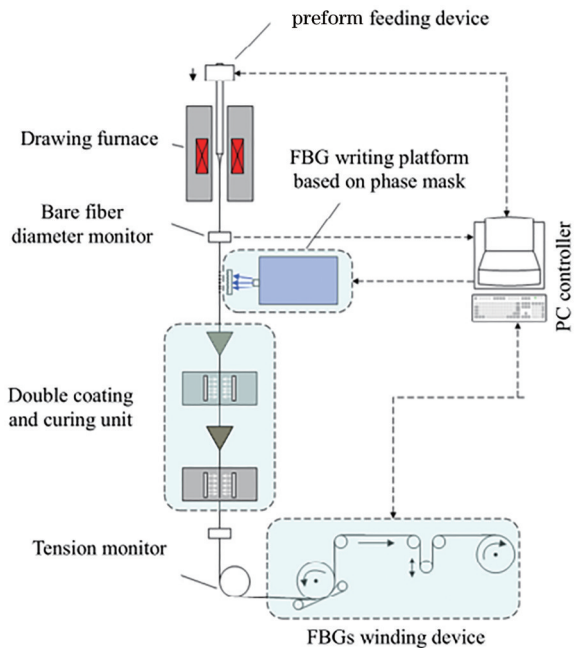 preform feeding device
Drawing furnace
FBG writing platform
based on phase mask
Bare fiber
diameter monitor
PC controller
Double coating
and curing unit
Tension monitor
FBGs winding device